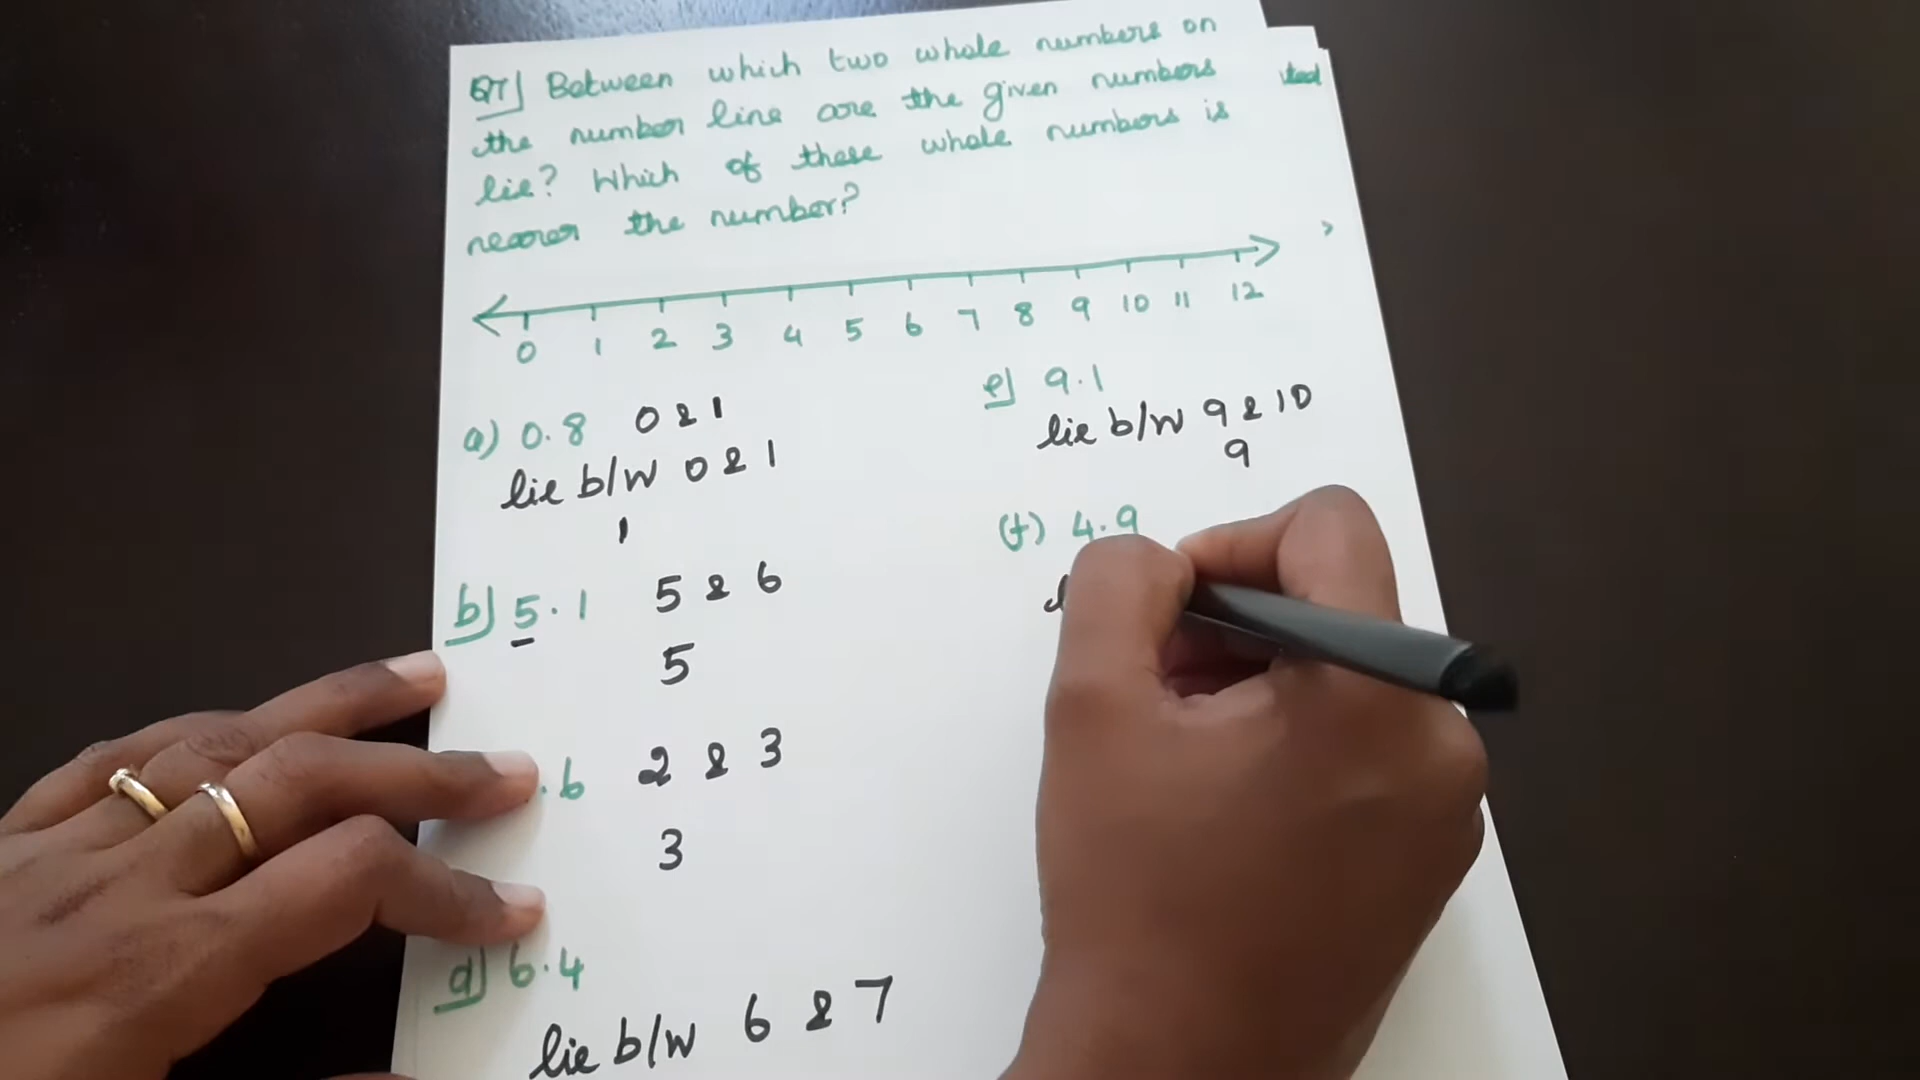 Q7] Between which two whole numbers on
the number line are the given numbers
lie? Which of these whole numbers is
nearer the number?
0 1 2 3 4 5 6 7 8 9 10 11 12
a) 0.8 0 & 1
lie b/w 0 & 1
1
b] 5.1 5 & 6
5
.6 2 & 3
3
d] 6.4
lie b/w 6 & 7
e] 9.1
lie b/w 9 & 10
9
(f) 4.9